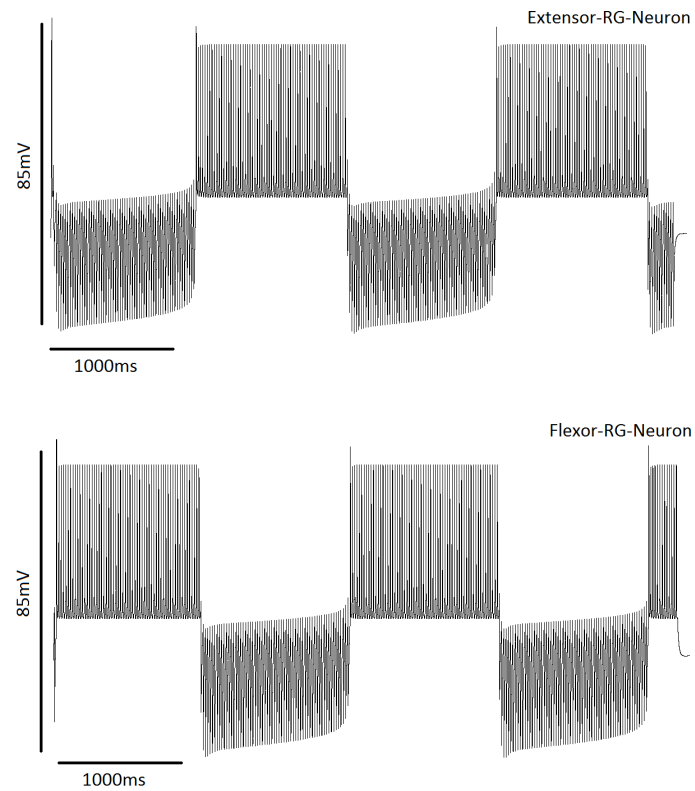 Extensor-RG-Neuron
85mV
1000ms
Flexor-RG-Neuron
85mV
1000ms